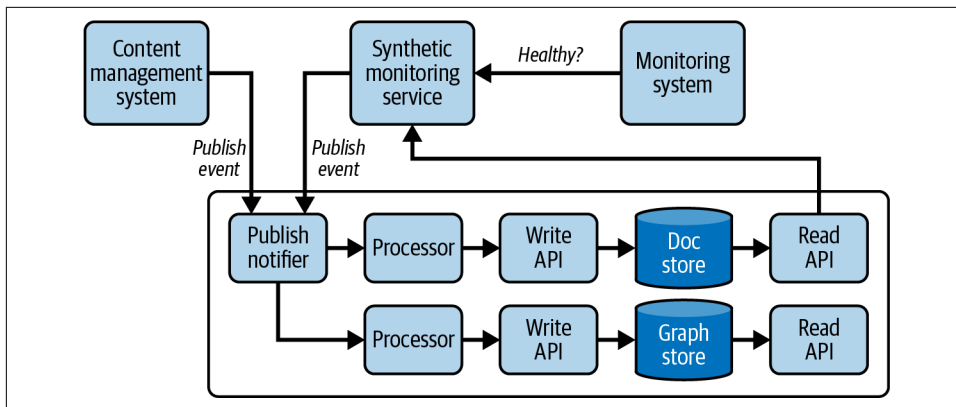 Content
management
system
Synthetic
monitoring
service
Healthy?
Monitoring
system
Publish
event
Publish
event
Publish
notifier
Processor
Write
API
Doc
store
Read
API
Processor
Write
API
Graph
store
Read
API